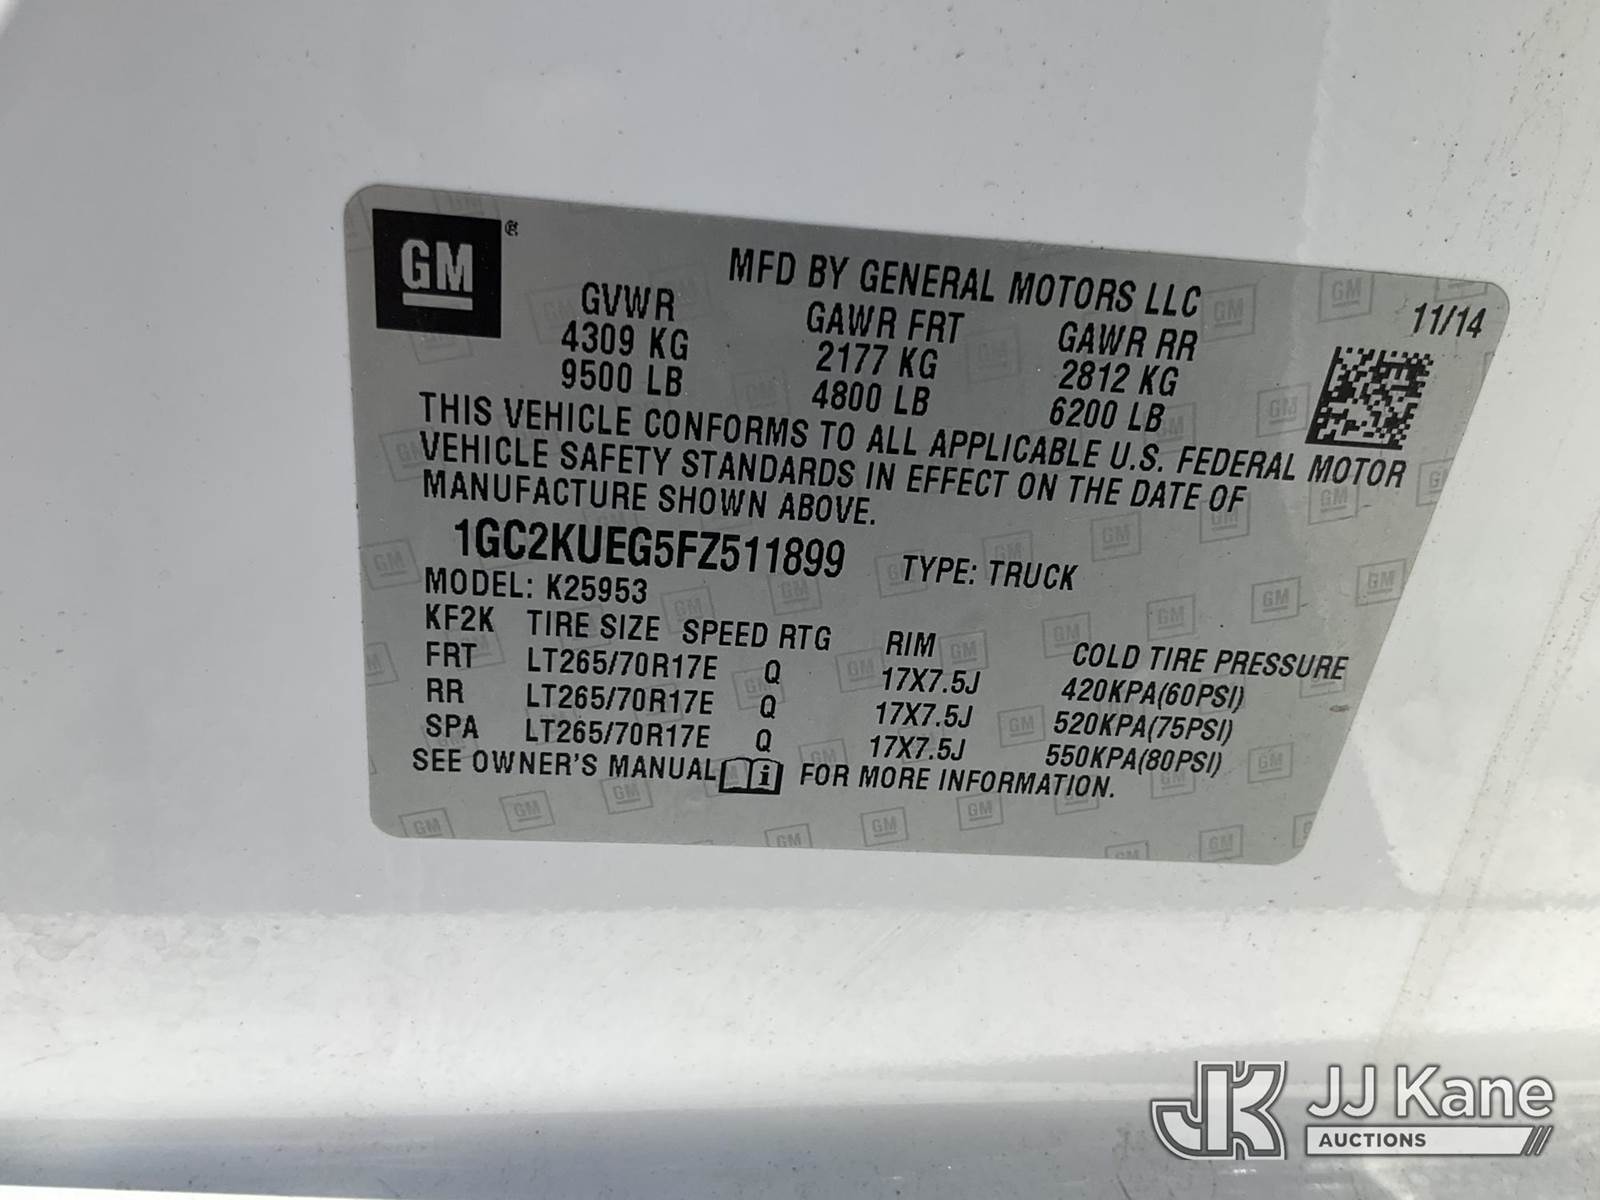 GM ®
MFD BY GENERAL MOTORS LLC
11/14
GVWR GAWR FRT GAWR RR
4309 KG 2177 KG 2812 KG
9500 LB 4800 LB 6200 LB
THIS VEHICLE CONFORMS TO ALL APPLICABLE U.S. FEDERAL MOTOR
VEHICLE SAFETY STANDARDS IN EFFECT ON THE DATE OF
MANUFACTURE SHOWN ABOVE.
1GC2KUEG5FZ511899 TYPE: TRUCK
MODEL: K25953
KF2K TIRE SIZE SPEED RTG RIM COLD TIRE PRESSURE
FRT LT265/70R17E Q 17X7.5J 420KPA(60PSI)
RR LT265/70R17E Q 17X7.5J 520KPA(75PSI)
SPA LT265/70R17E Q 17X7.5J 550KPA(80PSI)
SEE OWNER'S MANUAL i FOR MORE INFORMATION.
JK JJ Kane
AUCTIONS